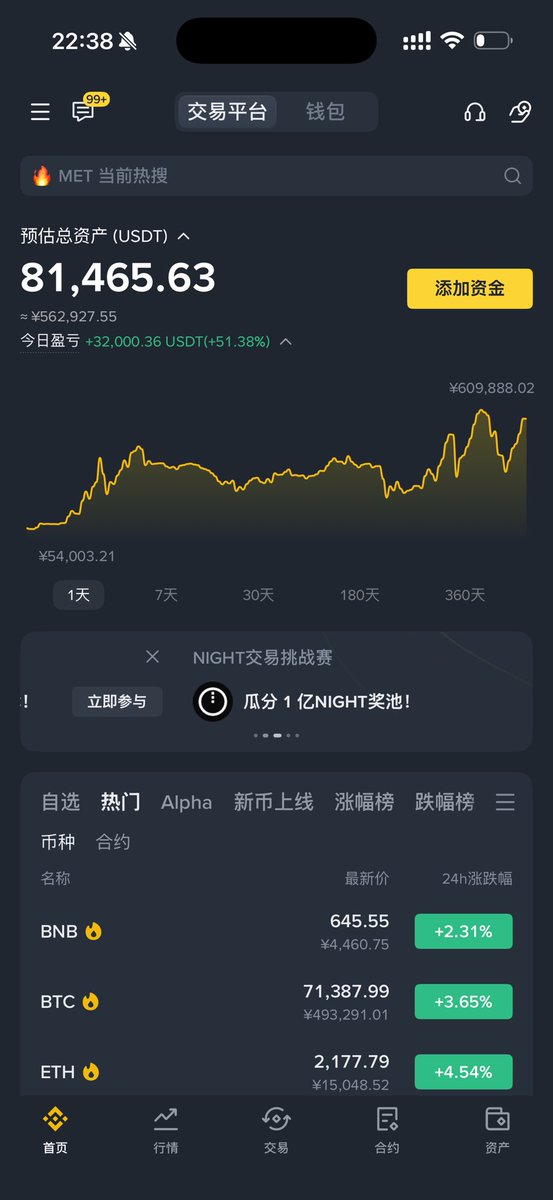 22:38
99+
交易平台 钱包
MET 当前热搜
预估总资产 (USDT)
81,465.63
添加资金
≈ ¥562,927.55
今日盈亏 +32,000.36 USDT(+51.38%)
¥609,888.02
¥54,003.21
1天 7天 30天 180天 360天
NIGHT交易挑战赛
! 立即参与 瓜分 1 亿NIGHT奖池!
自选 热门 Alpha 新币上线 涨幅榜 跌幅榜
币种 合约
名称 最新价 24h涨跌幅
BNB 645.55 +2.31%
¥4,460.75
BTC 71,387.99 +3.65%
¥493,291.01
ETH 2,177.79 +4.54%
¥15,048.52
首页 行情 交易 合约 资产